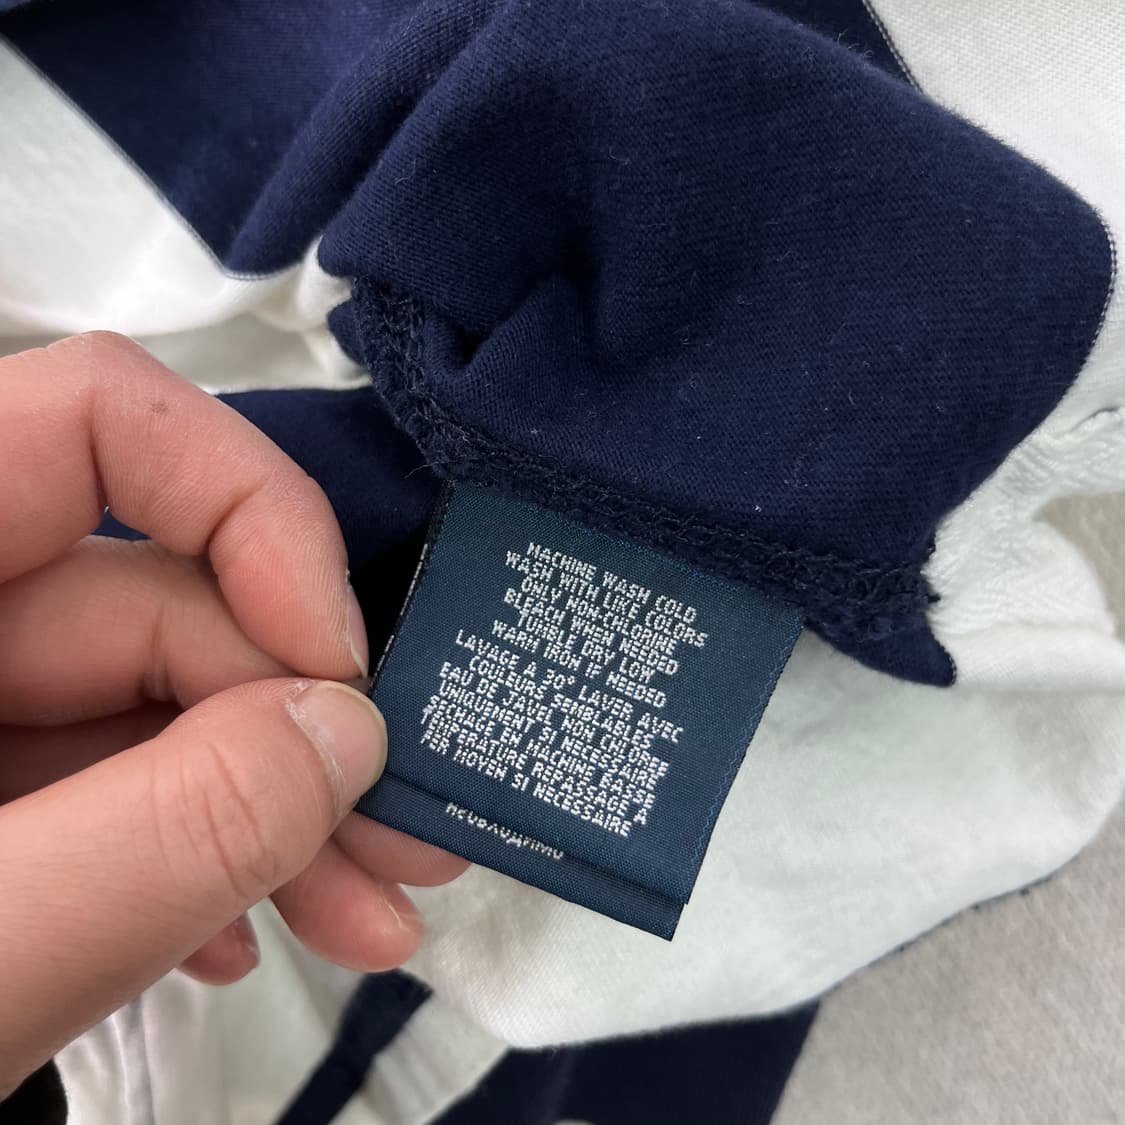 MACHINE WASH COLD
WASH WITH LIKE COLORS
ONLY NON-CHLORINE
BLEACH WHEN NEEDED
TUMBLE DRY LOW
WARM IRON IF NEEDED
LAVAGE A 30° LAVER AVEC
COULEURS SEMBLABLES
EAU DE JAVEL NON CHLORE
UNIQUEMENT SI NECESSAIRE
SECHAGE EN MACHINE BASSE
TEMPERATURE REPASSAGE A
FER MOYEN SI NECESSAIRE